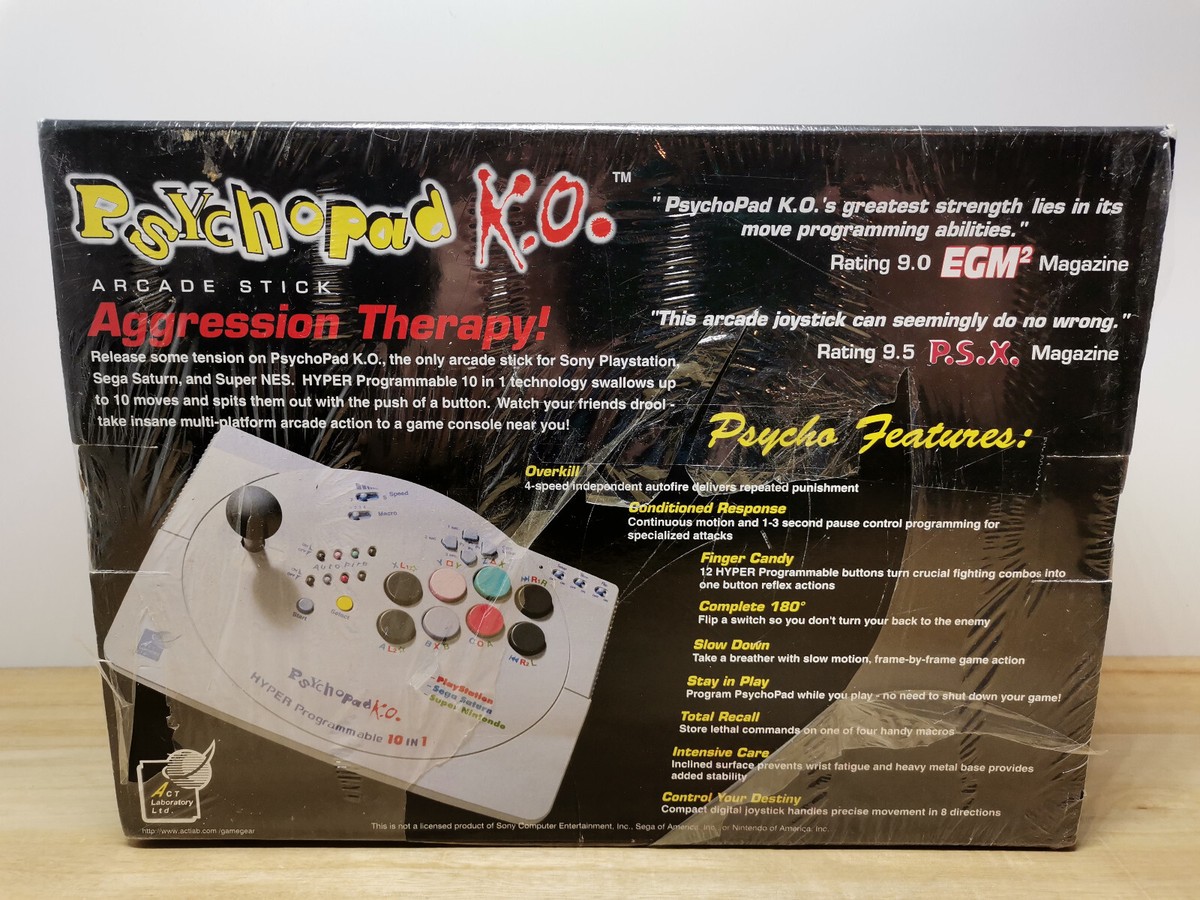 PsYchopad K.O.™
ARCADE STICK
Aggression Therapy!
Release some tension on PsychoPad K.O., the only arcade stick for Sony Playstation,
Sega Saturn, and Super NES. HYPER Programmable 10 in 1 technology swallows up
to 10 moves and spits them out with the push of a button. Watch your friends drool -
take insane multi-platform arcade action to a game console near you!
" PsychoPad K.O.'s greatest strength lies in its
move programming abilities."
Rating 9.0 EGM² Magazine
"This arcade joystick can seemingly do no wrong."
Rating 9.5 P.S.X. Magazine
Psycho Features:
Overkill
4-speed independent autofire delivers repeated punishment
Conditioned Response
Continuous motion and 1-3 second pause control programming for
specialized attacks
Finger Candy
12 HYPER Programmable buttons turn crucial fighting combos into
one button reflex actions
Complete 180°
Flip a switch so you don't turn your back to the enemy
Slow Down
Take a breather with slow motion, frame-by-frame game action
Stay in Play
Program PsychoPad while you play - no need to shut down your game!
Total Recall
Store lethal commands on one of four handy macros
Intensive Care
Inclined surface prevents wrist fatigue and heavy metal base provides
added stability
Control Your Destiny
Compact digital joystick handles precise movement in 8 directions
Speed
Macro
Autofire
Start
Select
PsYchopad K.O.
HYPER Programmable 10 IN 1
-PlayStation
-Sega Saturn
-Super Nintendo
ACT
Laboratory
Ltd.
http://www.actlab.com/gamegear
This is not a licensed product of Sony Computer Entertainment, Inc., Sega of America, Inc., or Nintendo of America, Inc.